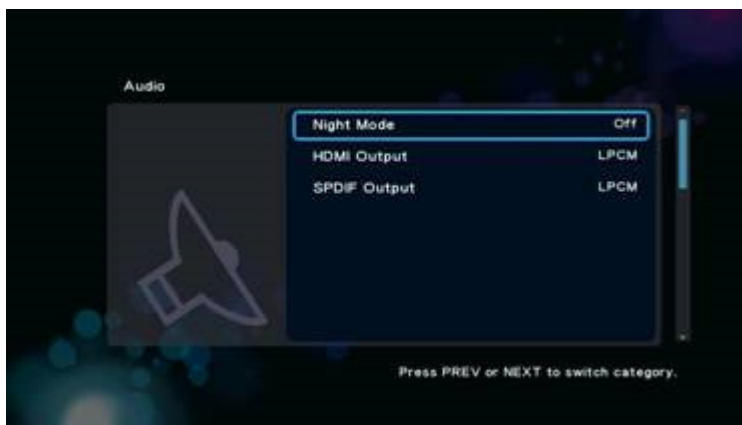 Audio
Night Mode Off
HDMI Output LPCM
SPDIF Output LPCM
Press PREV or NEXT to switch category.